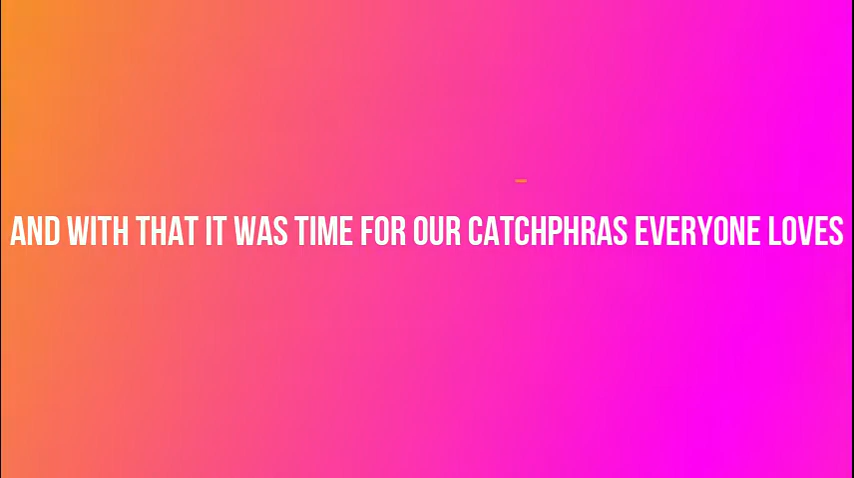 AND WITH THAT IT WAS TIME FOR OUR CATCHPHRAS EVERYONE LOVES